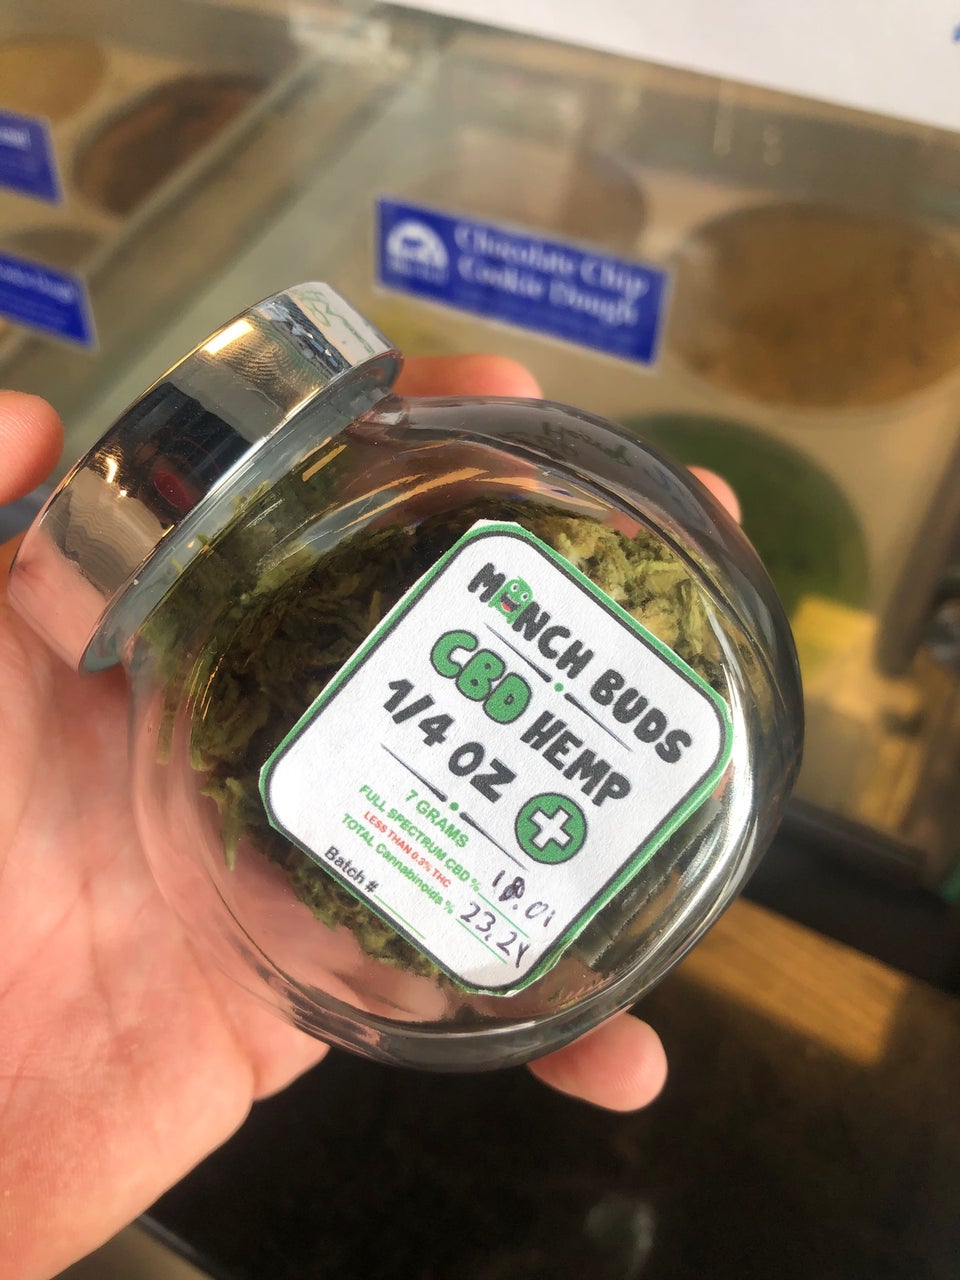 Chocolate Chip
Cookie Dough
MUNCH BUDS
CBD HEMP
1/4 OZ
7 GRAMS
FULL SPECTRUM CBD % 18.01
LESS THAN 0.3% THC
TOTAL Cannabinoids % 23.24
Batch #